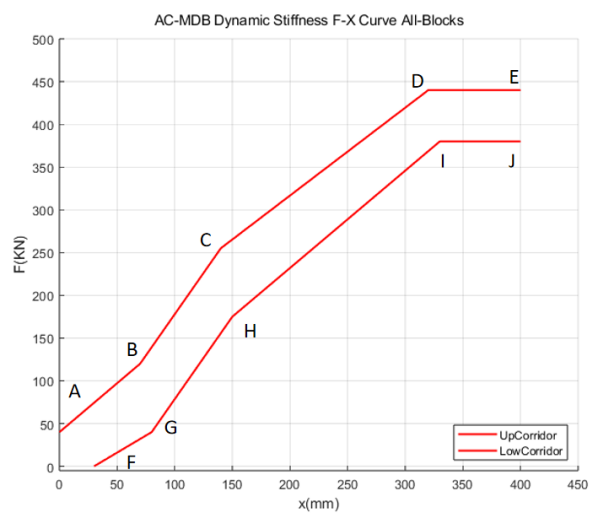 AC-MDB Dynamic Stiffness F-X Curve All-Blocks
500
450
400
350
300
250
200
150
100
50
0
F(KN)
D
E
I
J
C
H
B
A
G
F
UpCorridor
LowCorridor
0 50 100 150 200 250 300 350 400 450
x(mm)